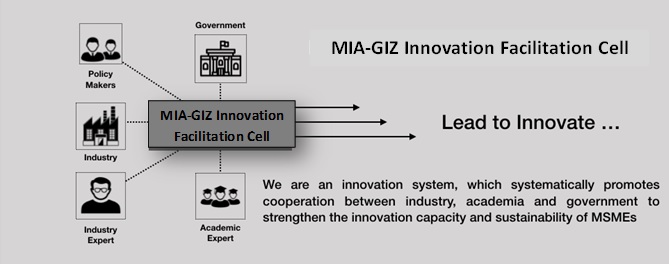 Government
MIA-GIZ Innovation Facilitation Cell
Policy
Makers
MIA-GIZ Innovation
Facilitation Cell
Lead to Innovate ...
Industry
We are an innovation system, which systematically promotes
cooperation between industry, academia and government to
strengthen the innovation capacity and sustainability of MSMEs
Industry
Expert
Academic
Expert